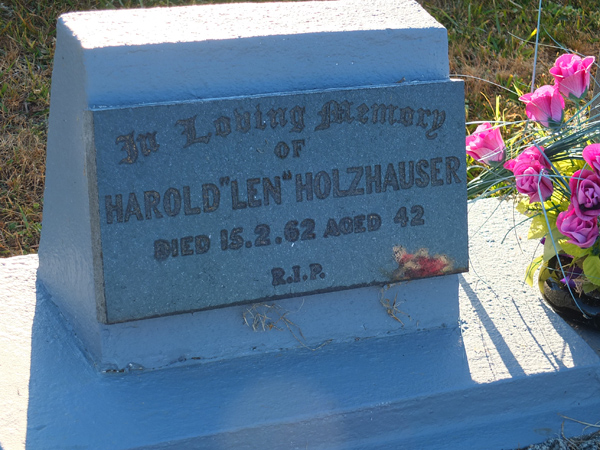 In Loving Memory
OF
HAROLD "LEN" HOLZHAUSER
DIED 15.2.62 AGED 42
R.I.P.